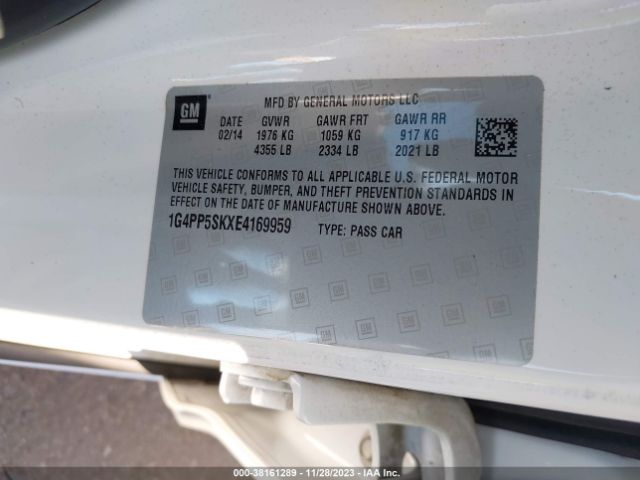 GM MFD BY GENERAL MOTORS LLC
DATE GVWR GAWR FRT GAWR RR
02/14 1976 KG 1059 KG 917 KG
4355 LB 2334 LB 2021 LB
THIS VEHICLE CONFORMS TO ALL APPLICABLE U.S. FEDERAL MOTOR
VEHICLE SAFETY, BUMPER, AND THEFT PREVENTION STANDARDS IN
EFFECT ON THE DATE OF MANUFACTURE SHOWN ABOVE.
1G4PP5SKXE4169959 TYPE: PASS CAR
000-38161289 - 11/28/2023 - IAA Inc.